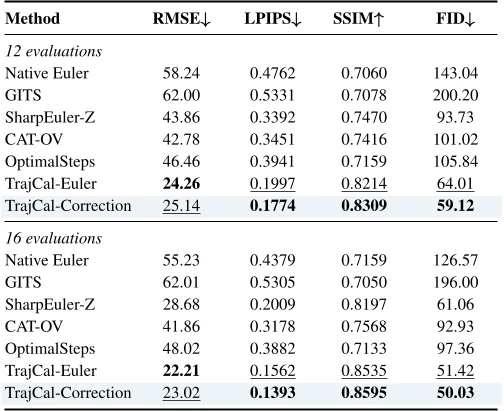 Method RMSE↓ LPIPS↓ SSIM↑ FID↓
12 evaluations
Native Euler 58.24 0.4762 0.7060 143.04
GITS 62.00 0.5331 0.7078 200.20
SharpEuler-Z 43.86 0.3392 0.7470 93.73
CAT-OV 42.78 0.3451 0.7416 101.02
OptimalSteps 46.46 0.3941 0.7159 105.84
TrajCal-Euler 24.26 0.1997 0.8214 64.01
TrajCal-Correction 25.14 0.1774 0.8309 59.12
16 evaluations
Native Euler 55.23 0.4379 0.7159 126.57
GITS 62.01 0.5305 0.7050 196.00
SharpEuler-Z 28.68 0.2009 0.8197 61.06
CAT-OV 41.86 0.3178 0.7568 92.93
OptimalSteps 48.02 0.3882 0.7133 97.36
TrajCal-Euler 22.21 0.1562 0.8535 51.42
TrajCal-Correction 23.02 0.1393 0.8595 50.03